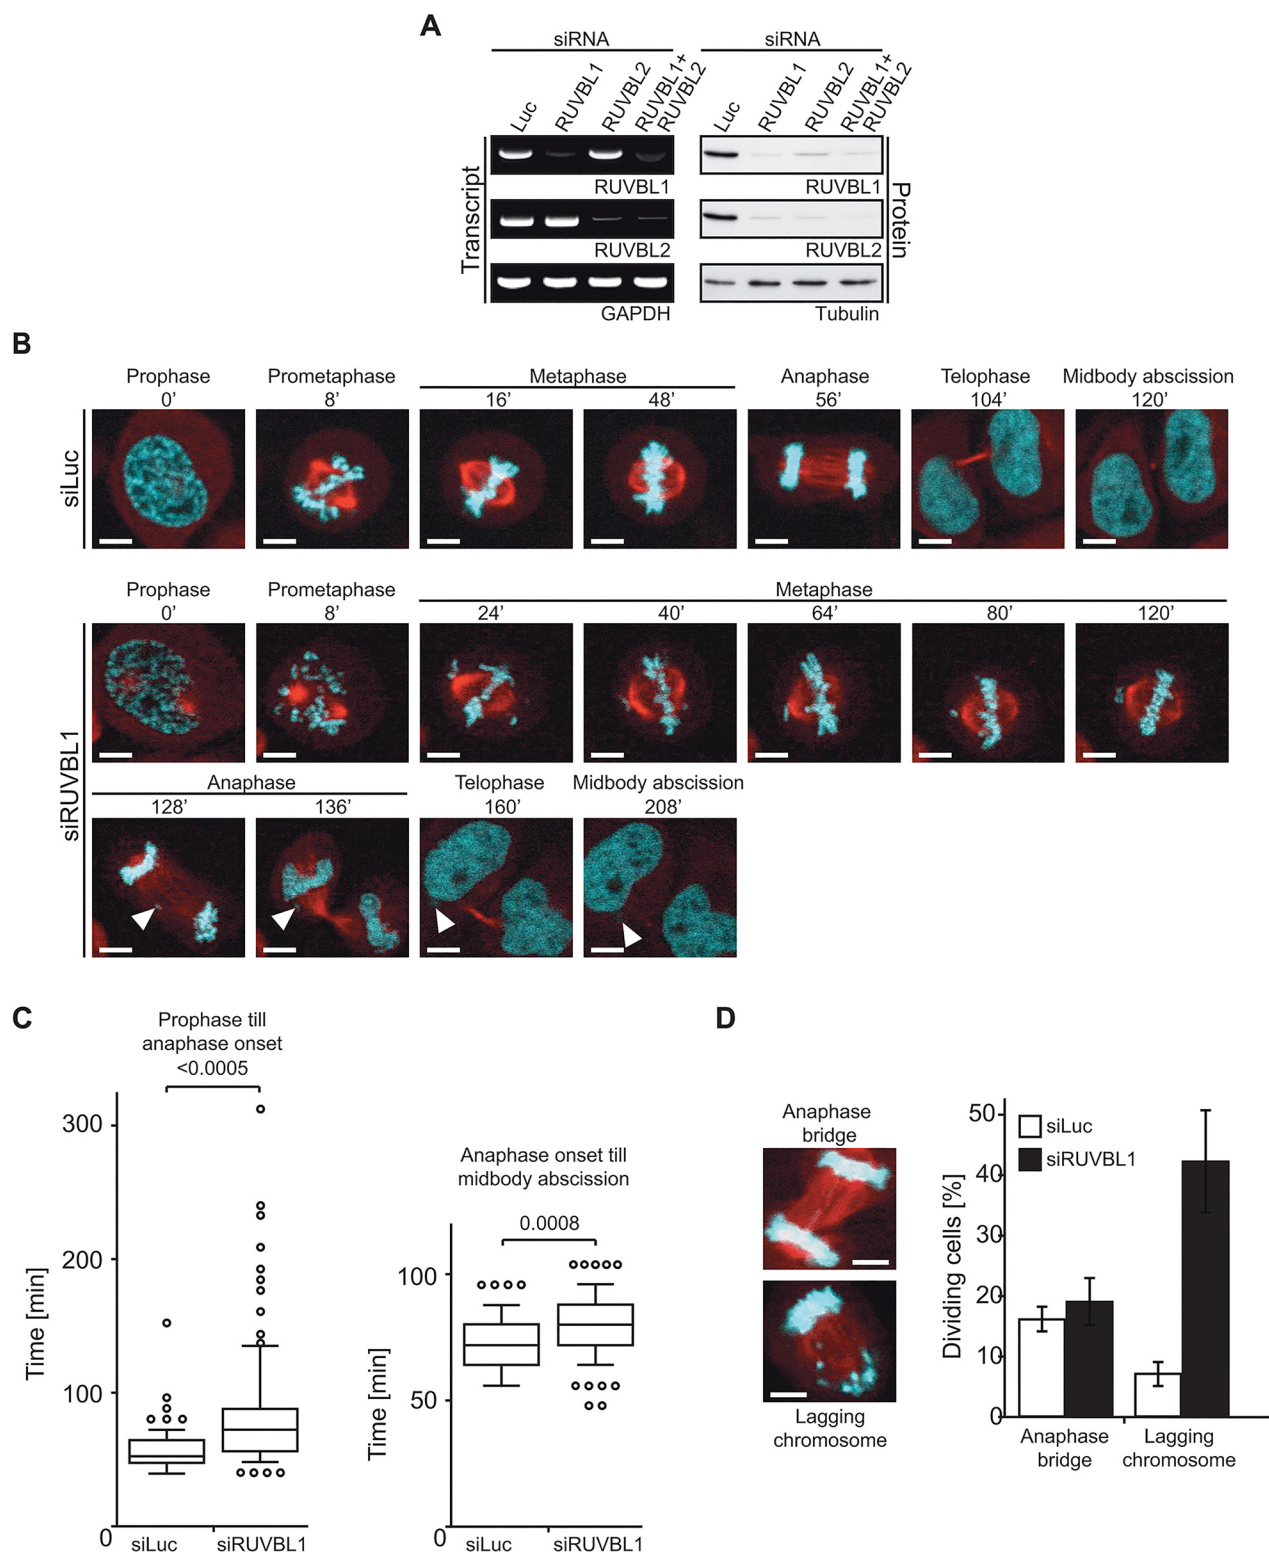 A
siRNA
siRNA
Luc
RUVBL1
RUVBL2
RUVBL1+
RUVBL2
Luc
RUVBL1
RUVBL2
RUVBL1+
RUVBL2
Transcript
RUVBL1
RUVBL1
RUVBL2
RUVBL2
GAPDH
Tubulin
Protein
B
Prophase
Prometaphase
Metaphase
Anaphase
Telophase
Midbody abscission
0’
8’
16’
48’
56’
104’
120’
siLuc
Prophase
Prometaphase
Metaphase
0’
8’
24’
40’
64’
80’
120’
siRUVBL1
Anaphase
Telophase
Midbody abscission
128’
136’
160’
208’
C
Prophase till
anaphase onset
<0.0005
300
200
100
0
Time [min]
siLuc
siRUVBL1
Anaphase onset till
midbody abscission
0.0008
100
50
0
Time [min]
siLuc
siRUVBL1
D
Anaphase
bridge
Lagging
chromosome
50
40
30
20
10
0
Dividing cells [%]
siLuc
siRUVBL1
Anaphase
bridge
Lagging
chromosome